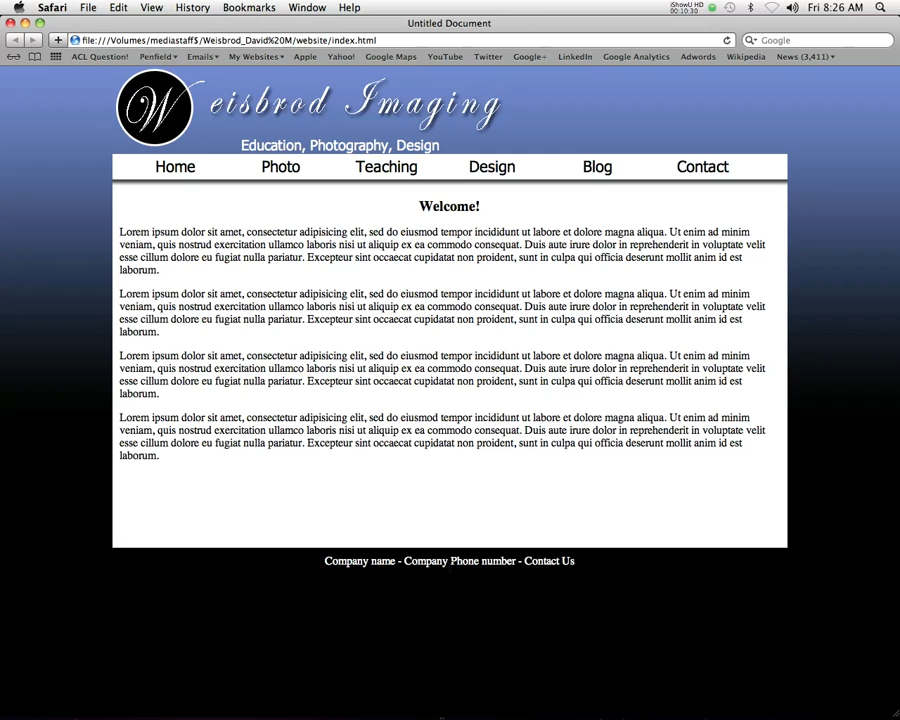 Safari File Edit View History Bookmarks Window Help iShowU HD 00:10:30 Fri 8:26 AM
Untitled Document
file:///Volumes/mediastaff$/Weisbrod_David%20M/website/index.html Google
ACL Question! Penfield Emails My Websites Apple Yahoo! Google Maps YouTube Twitter Google+ LinkedIn Google Analytics Adwords Wikipedia News (3,411)
Weisbrod Imaging
Education, Photography, Design
Home Photo Teaching Design Blog Contact
Welcome!
Lorem ipsum dolor sit amet, consectetur adipisicing elit, sed do eiusmod tempor incididunt ut labore et dolore magna aliqua. Ut enim ad minim
veniam, quis nostrud exercitation ullamco laboris nisi ut aliquip ex ea commodo consequat. Duis aute irure dolor in reprehenderit in voluptate velit
esse cillum dolore eu fugiat nulla pariatur. Excepteur sint occaecat cupidatat non proident, sunt in culpa qui officia deserunt mollit anim id est
laborum.
Lorem ipsum dolor sit amet, consectetur adipisicing elit, sed do eiusmod tempor incididunt ut labore et dolore magna aliqua. Ut enim ad minim
veniam, quis nostrud exercitation ullamco laboris nisi ut aliquip ex ea commodo consequat. Duis aute irure dolor in reprehenderit in voluptate velit
esse cillum dolore eu fugiat nulla pariatur. Excepteur sint occaecat cupidatat non proident, sunt in culpa qui officia deserunt mollit anim id est
laborum.
Lorem ipsum dolor sit amet, consectetur adipisicing elit, sed do eiusmod tempor incididunt ut labore et dolore magna aliqua. Ut enim ad minim
veniam, quis nostrud exercitation ullamco laboris nisi ut aliquip ex ea commodo consequat. Duis aute irure dolor in reprehenderit in voluptate velit
esse cillum dolore eu fugiat nulla pariatur. Excepteur sint occaecat cupidatat non proident, sunt in culpa qui officia deserunt mollit anim id est
laborum.
Lorem ipsum dolor sit amet, consectetur adipisicing elit, sed do eiusmod tempor incididunt ut labore et dolore magna aliqua. Ut enim ad minim
veniam, quis nostrud exercitation ullamco laboris nisi ut aliquip ex ea commodo consequat. Duis aute irure dolor in reprehenderit in voluptate velit
esse cillum dolore eu fugiat nulla pariatur. Excepteur sint occaecat cupidatat non proident, sunt in culpa qui officia deserunt mollit anim id est
laborum.
Company name - Company Phone number - Contact Us